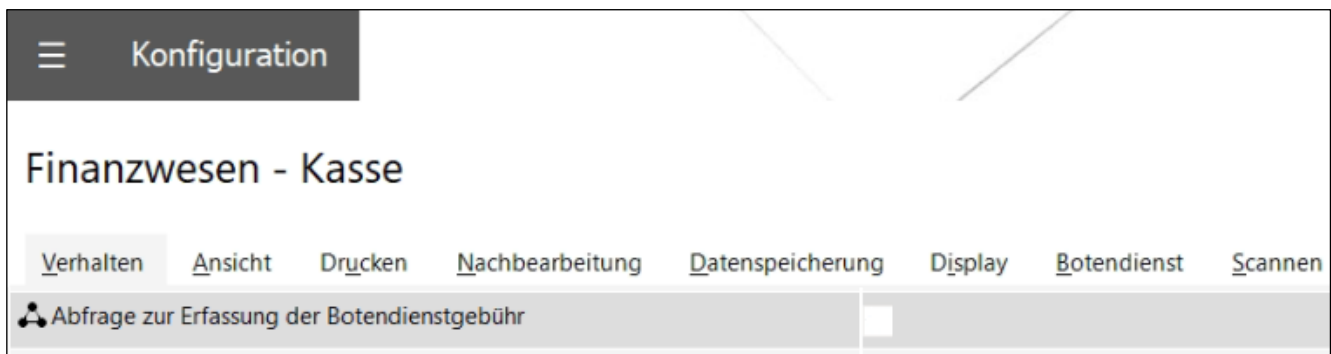 Konfiguration
Finanzwesen - Kasse
Verhalten Ansicht Drucken Nachbearbeitung Datenspeicherung Display Botendienst Scannen
Abfrage zur Erfassung der Botendienstgebühr